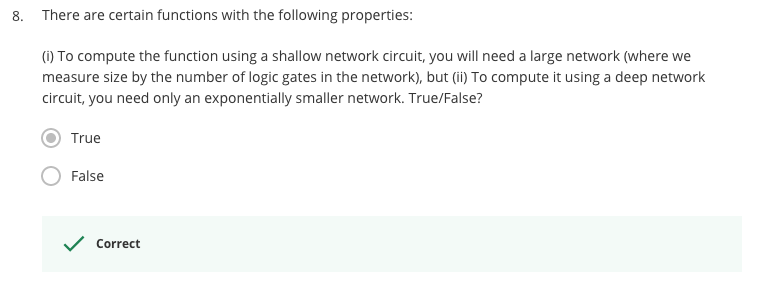 8. There are certain functions with the following properties:
(i) To compute the function using a shallow network circuit, you will need a large network (where we
measure size by the number of logic gates in the network), but (ii) To compute it using a deep network
circuit, you need only an exponentially smaller network. True/False?
True
False
Correct